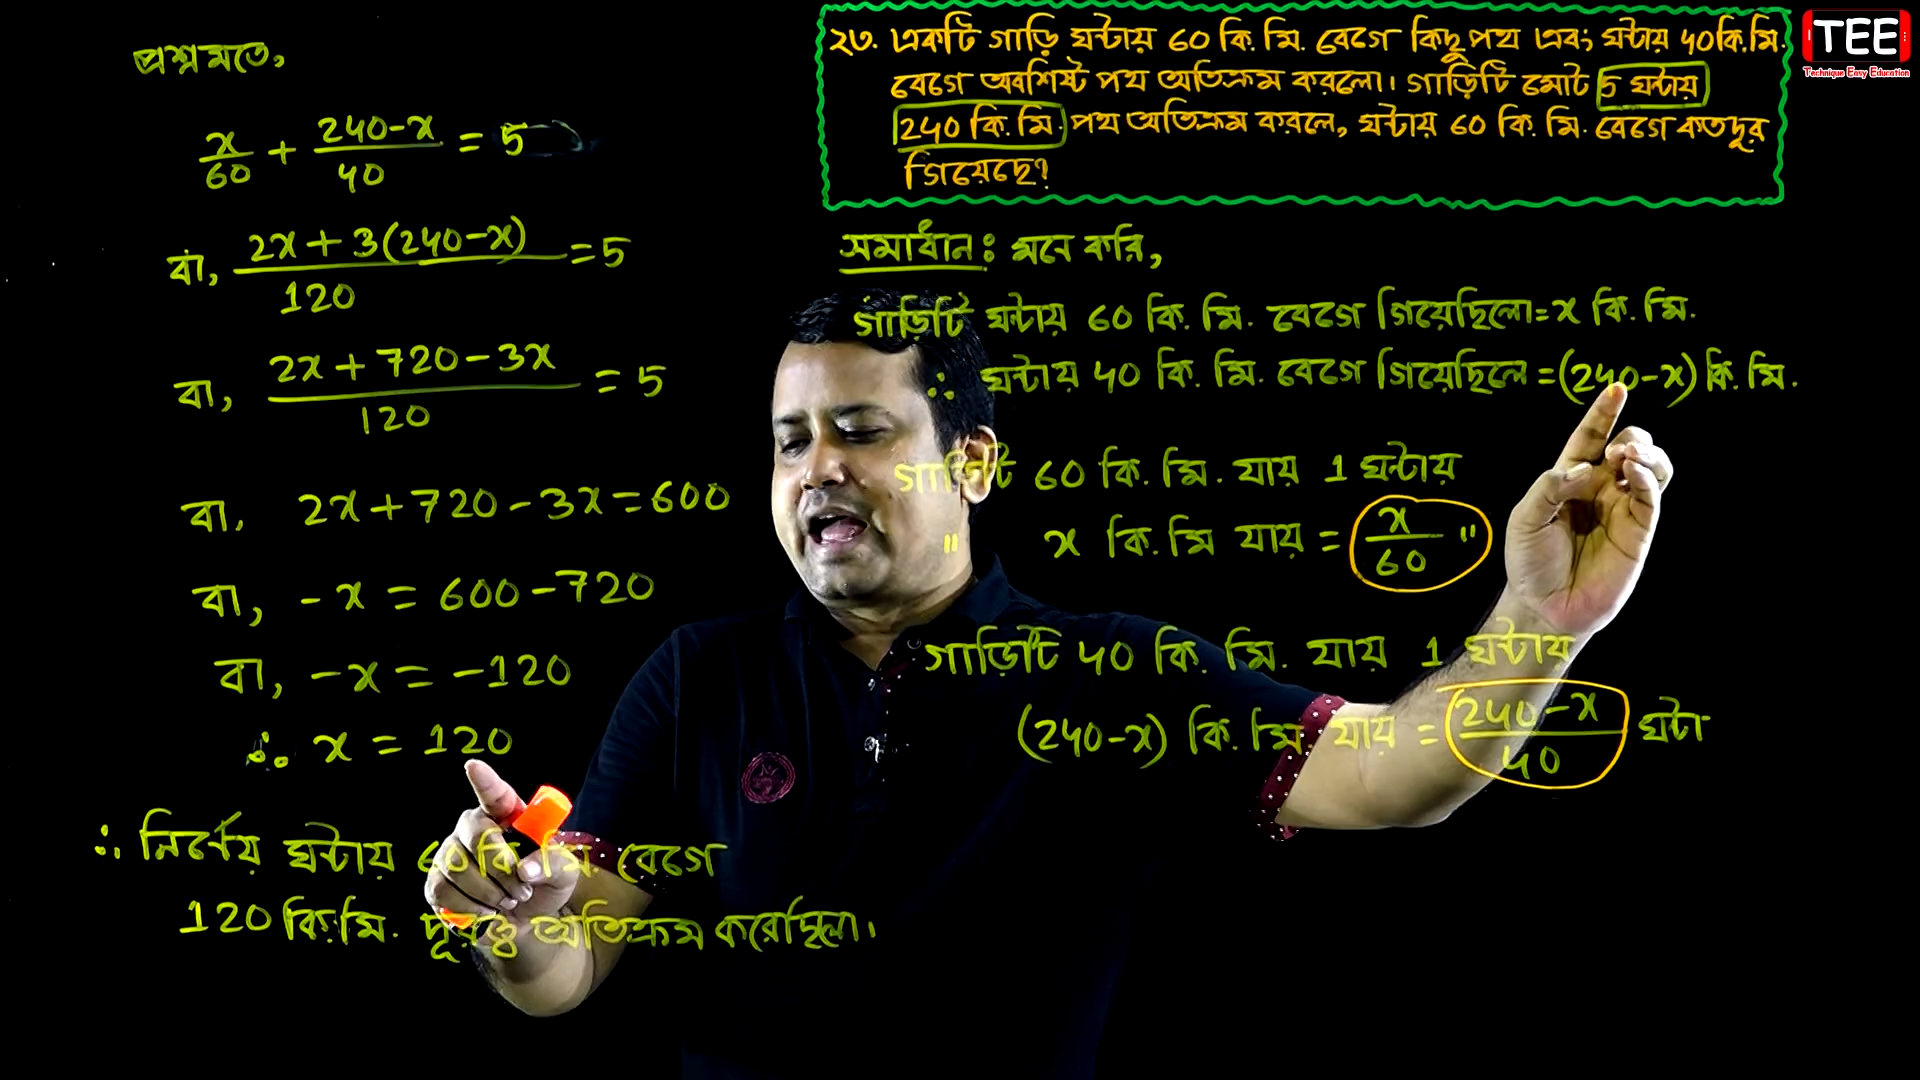 TEE
Technique Easy Education
২৩. একটি গাড়ি ঘন্টায় 60 কি.মি. বেগে কিছু পথ এবং ঘন্টায় 40কি.মি.
বেগে অবশিষ্ট পথ অতিক্রম করলো। গাড়িটি মোট 5 ঘন্টায়
240 কি.মি. পথ অতিক্রম করলে, ঘন্টায় 60 কি.মি. বেগে কতদূর
গিয়েছে?
সমাধান: মনে করি,
গাড়িটি ঘন্টায় 60 কি.মি. বেগে গিয়েছিলো=x কি.মি.
∴ ঘন্টায় 40 কি.মি. বেগে গিয়েছিলে =(240-x) কি.মি.
গাড়িটি 60 কি.মি. যায় 1 ঘন্টায়
" x কি.মি যায় = x/60 "
গাড়িটি 40 কি.মি. যায় 1 ঘন্টায়
(240-x) কি.মি. যায় = (240-x)/40 ঘন্টা
প্রশ্নমতে,
x/60 + (240-x)/40 = 5
বা, (2x+3(240-x))/120 =5
বা, (2x+720-3x)/120 = 5
বা, 2x+720-3x=600
বা, -x = 600-720
বা, -x = -120
∴ x = 120
∴ নির্ণেয় ঘন্টায় 60কি.মি. বেগে
120 কি.মি. দূরত্ব অতিক্রম করেছিলো।